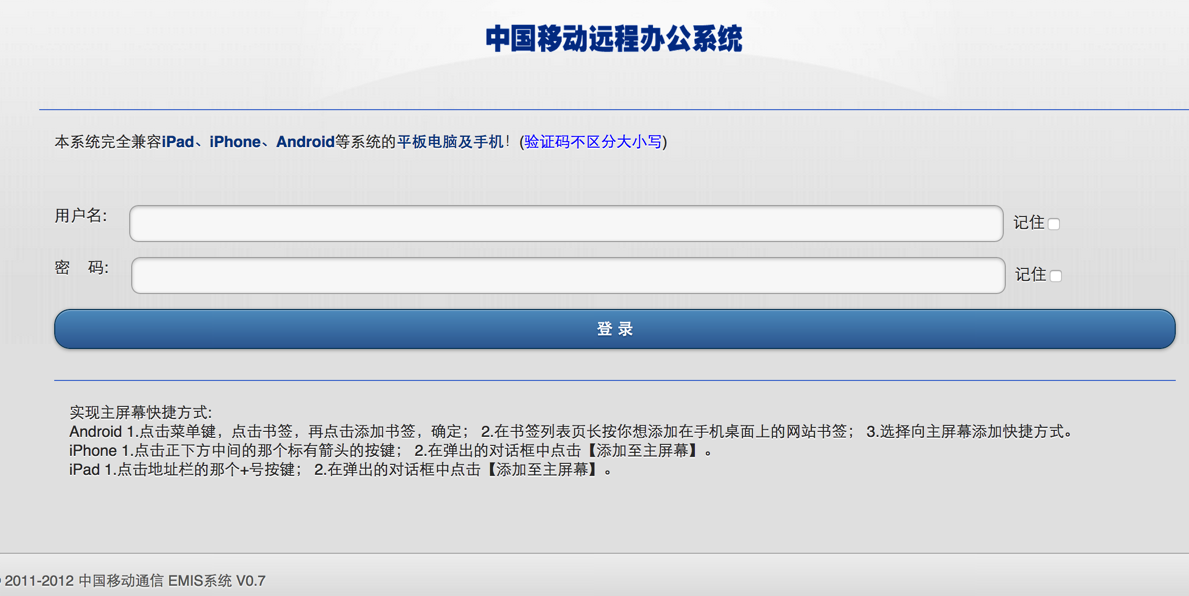 中国移动远程办公系统
本系统完全兼容iPad、iPhone、Android等系统的平板电脑及手机！(验证码不区分大小写)
用户名:
记住
密 码:
记住
登 录
实现主屏幕快捷方式:
Android 1.点击菜单键，点击书签，再点击添加书签，确定； 2.在书签列表页长按你想添加在手机桌面上的网站书签； 3.选择向主屏幕添加快捷方式。
iPhone 1.点击正下方中间的那个标有箭头的按键； 2.在弹出的对话框中点击【添加至主屏幕】。
iPad 1.点击地址栏的那个+号按键； 2.在弹出的对话框中点击【添加至主屏幕】。
2011-2012 中国移动通信 EMIS系统 V0.7